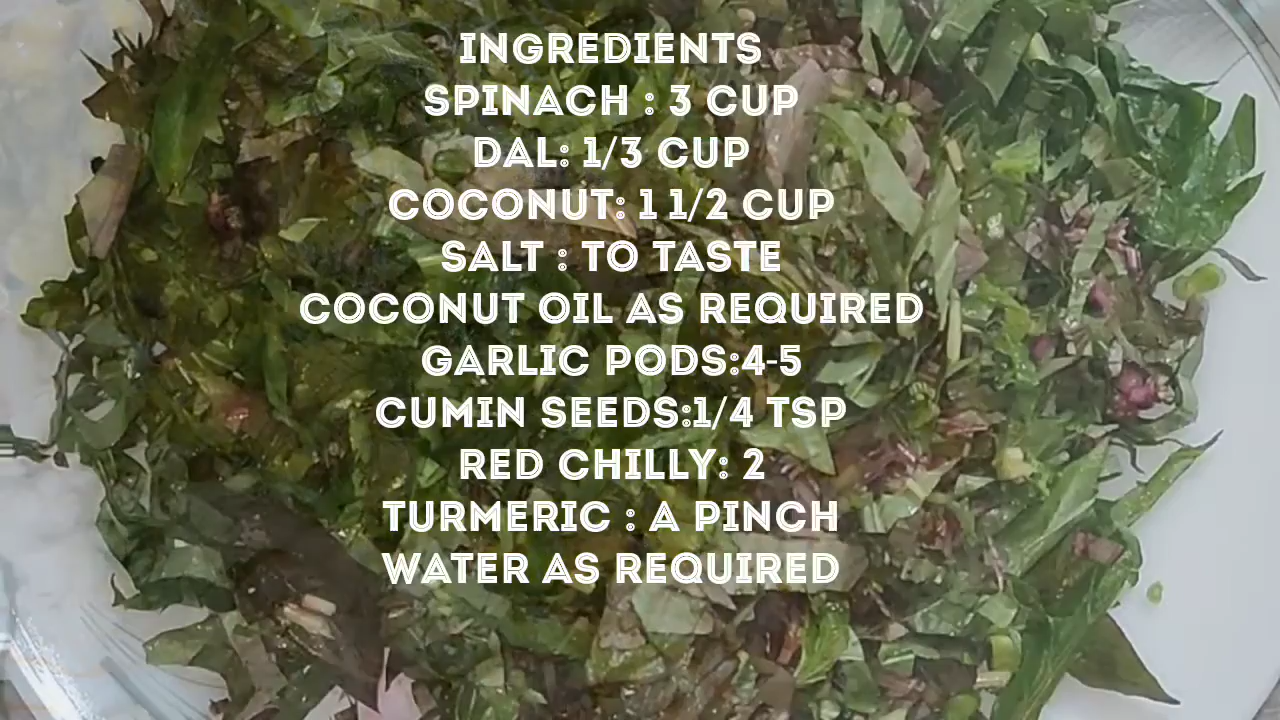 INGREDIENTS
SPINACH : 3 CUP
DAL: 1/3 CUP
COCONUT: 1 1/2 CUP
SALT : TO TASTE
COCONUT OIL AS REQUIRED
GARLIC PODS:4-5
CUMIN SEEDS:1/4 TSP
RED CHILLY: 2
TURMERIC : A PINCH
WATER AS REQUIRED